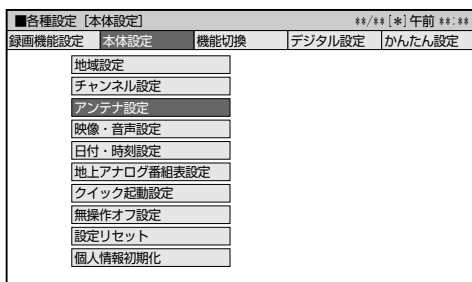 ■各種設定［本体設定］ **/**[*]午前 **:**
録画機能設定 本体設定 機能切換 デジタル設定 かんたん設定
地域設定
チャンネル設定
アンテナ設定
映像・音声設定
日付・時刻設定
地上アナログ番組表設定
クイック起動設定
無操作オフ設定
設定リセット
個人情報初期化